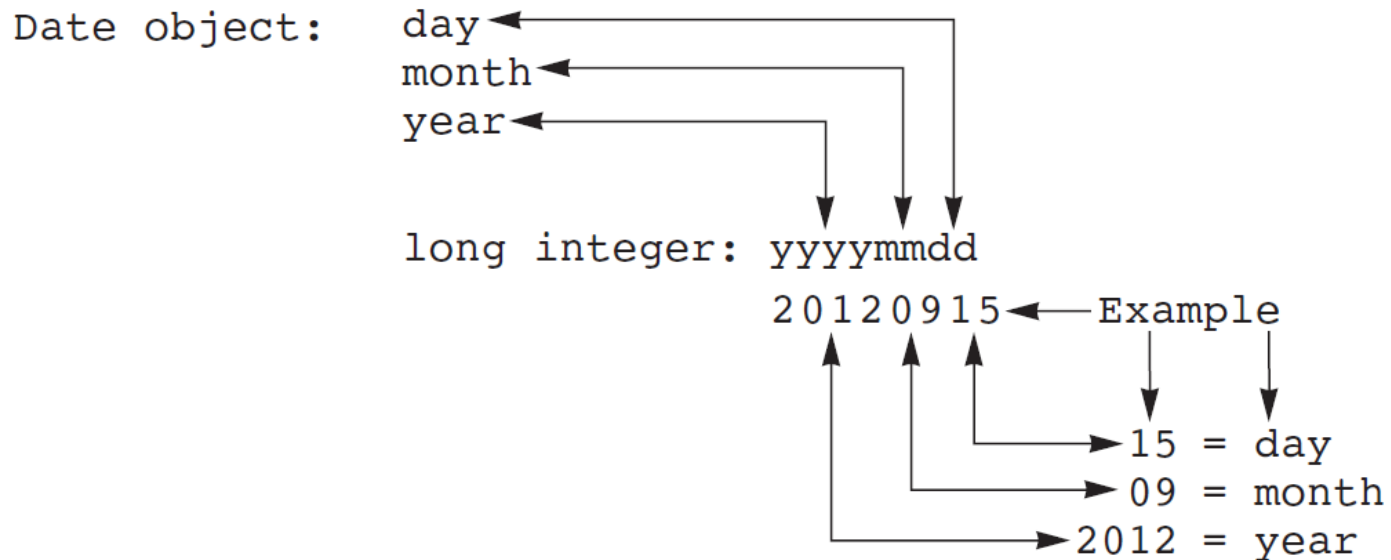 Date object: day
month
year
long integer: yyyymmdd
20120915 Example
15 = day
09 = month
2012 = year